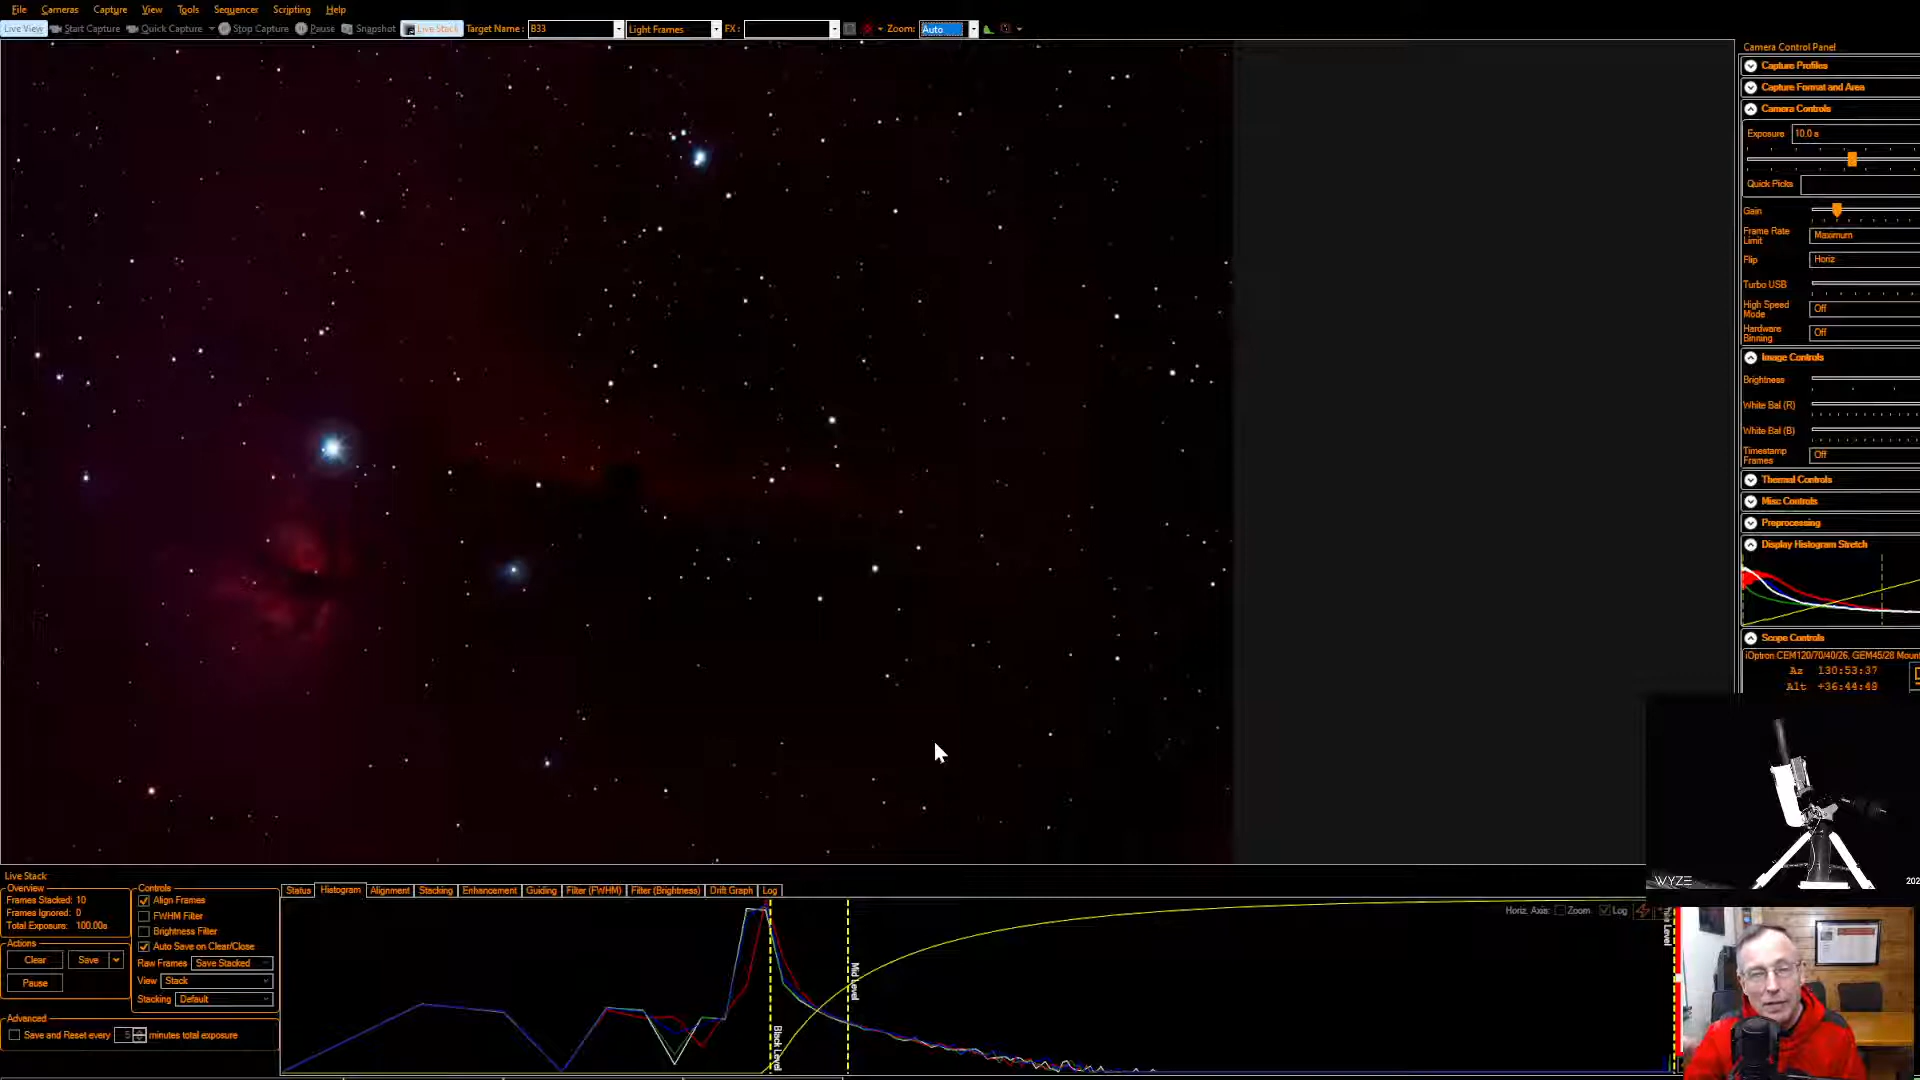 File Cameras Capture View Tools Sequencer Scripting Help
Live View Start Capture Quick Capture Stop Capture Pause Snapshot Live Stack Target Name : B33 Light Frames FX : Zoom: Auto
Camera Control Panel
Capture Profiles
Capture Format and Area
Camera Controls
Exposure 10.0 s
Quick Picks
Gain
Frame Rate Limit Maximum
Flip Horiz
Turbo USB
High Speed Mode Off
Hardware Binning Off
Image Controls
Brightness
White Bal (R)
White Bal (B)
Timestamp Frames Off
Thermal Controls
Misc Controls
Preprocessing
Display Histogram Stretch
Scope Controls
iOptron CEM120/70/40/26, GEM45/28 Mount
Az 130:53:37
Alt +36:44:48
WYZE 202
Live Stack
Overview
Frames Stacked: 10
Frames Ignored: 0
Total Exposure: 100.00s
Actions
Clear Save
Pause
Advanced
Save and Reset every 5 minutes total exposure
Controls
Align Frames
FWHM Filter
Brightness Filter
Auto Save on Clear/Close
Raw Frames Save Stacked
View Stack
Stacking Default
Status Histogram Alignment Stacking Enhancement Guiding Filter (FWHM) Filter (Brightness) Drift Graph Log
Horiz. Axis: Zoom Log
Black Level
Mid Level